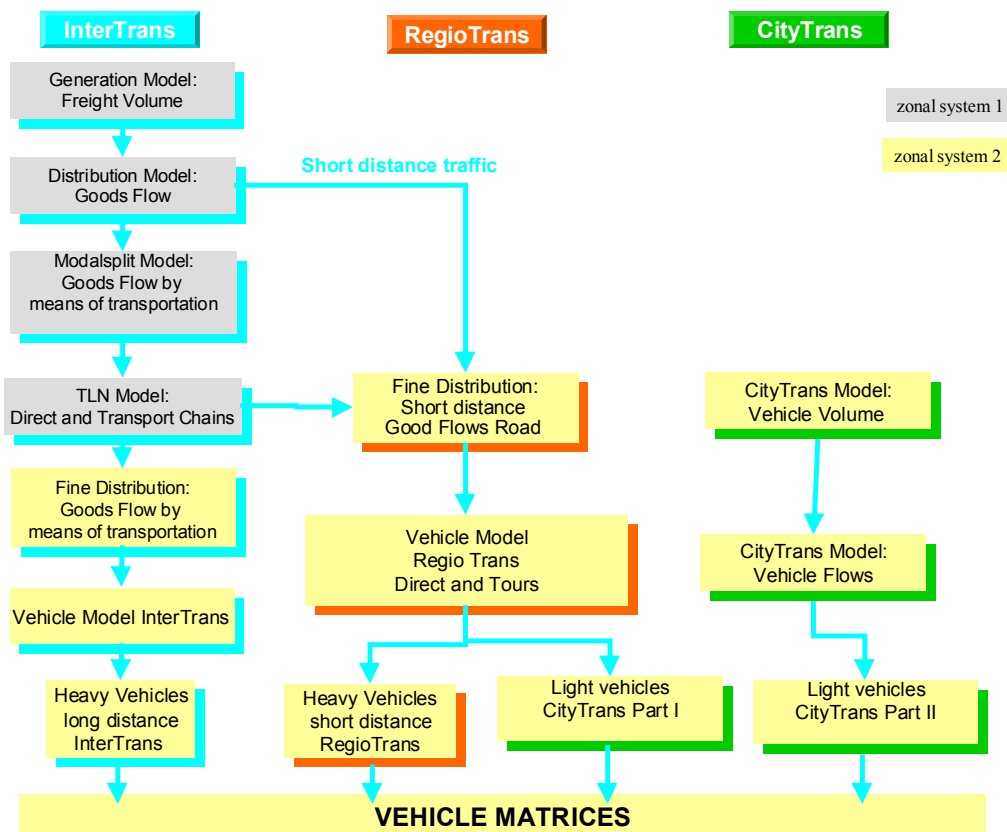 InterTrans
RegioTrans
CityTrans
Generation Model:
Freight Volume
zonal system 1
zonal system 2
Short distance traffic
Distribution Model:
Goods Flow
Modalsplit Model:
Goods Flow by
means of transportation
TLN Model:
Direct and Transport Chains
Fine Distribution:
Short distance
Good Flows Road
CityTrans Model:
Vehicle Volume
Fine Distribution:
Goods Flow by
means of transportation
Vehicle Model
Regio Trans
Direct and Tours
CityTrans Model:
Vehicle Flows
Vehicle Model InterTrans
Heavy Vehicles
long distance
InterTrans
Heavy Vehicles
short distance
RegioTrans
Light vehicles
CityTrans Part I
Light vehicles
CityTrans Part II
VEHICLE MATRICES